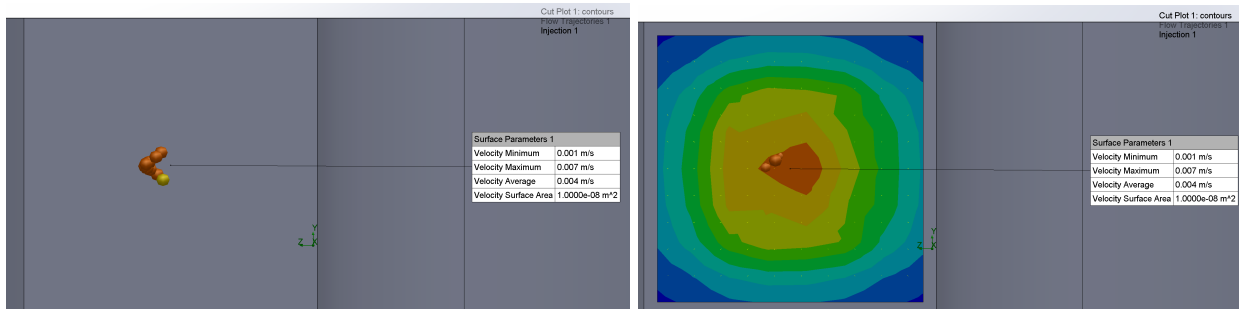 Cut Plot 1: contours
Flow Trajectories 1
Injection 1
Surface Parameters 1
Velocity Minimum 0.001 m/s
Velocity Maximum 0.007 m/s
Velocity Average 0.004 m/s
Velocity Surface Area 1.0000e-08 m^2
Y
Z X
Cut Plot 1: contours
Flow Trajectories 1
Injection 1
Surface Parameters 1
Velocity Minimum 0.001 m/s
Velocity Maximum 0.007 m/s
Velocity Average 0.004 m/s
Velocity Surface Area 1.0000e-08 m^2
Y
Z X